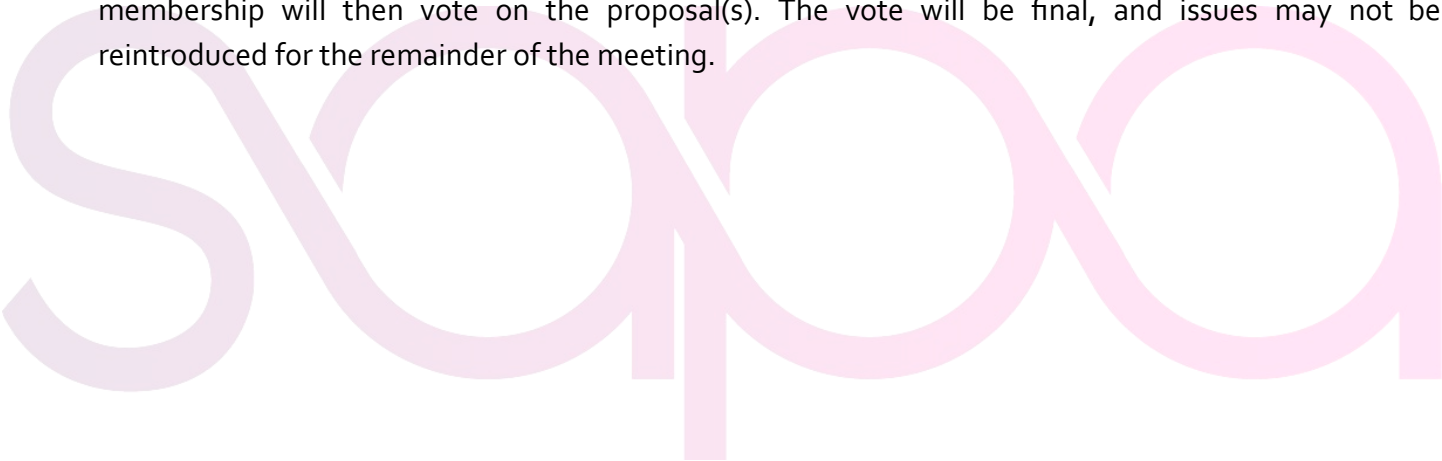 membership will then vote on the proposal(s). The vote will be final, and issues may not be
reintroduced for the remainder of the meeting.
sapa